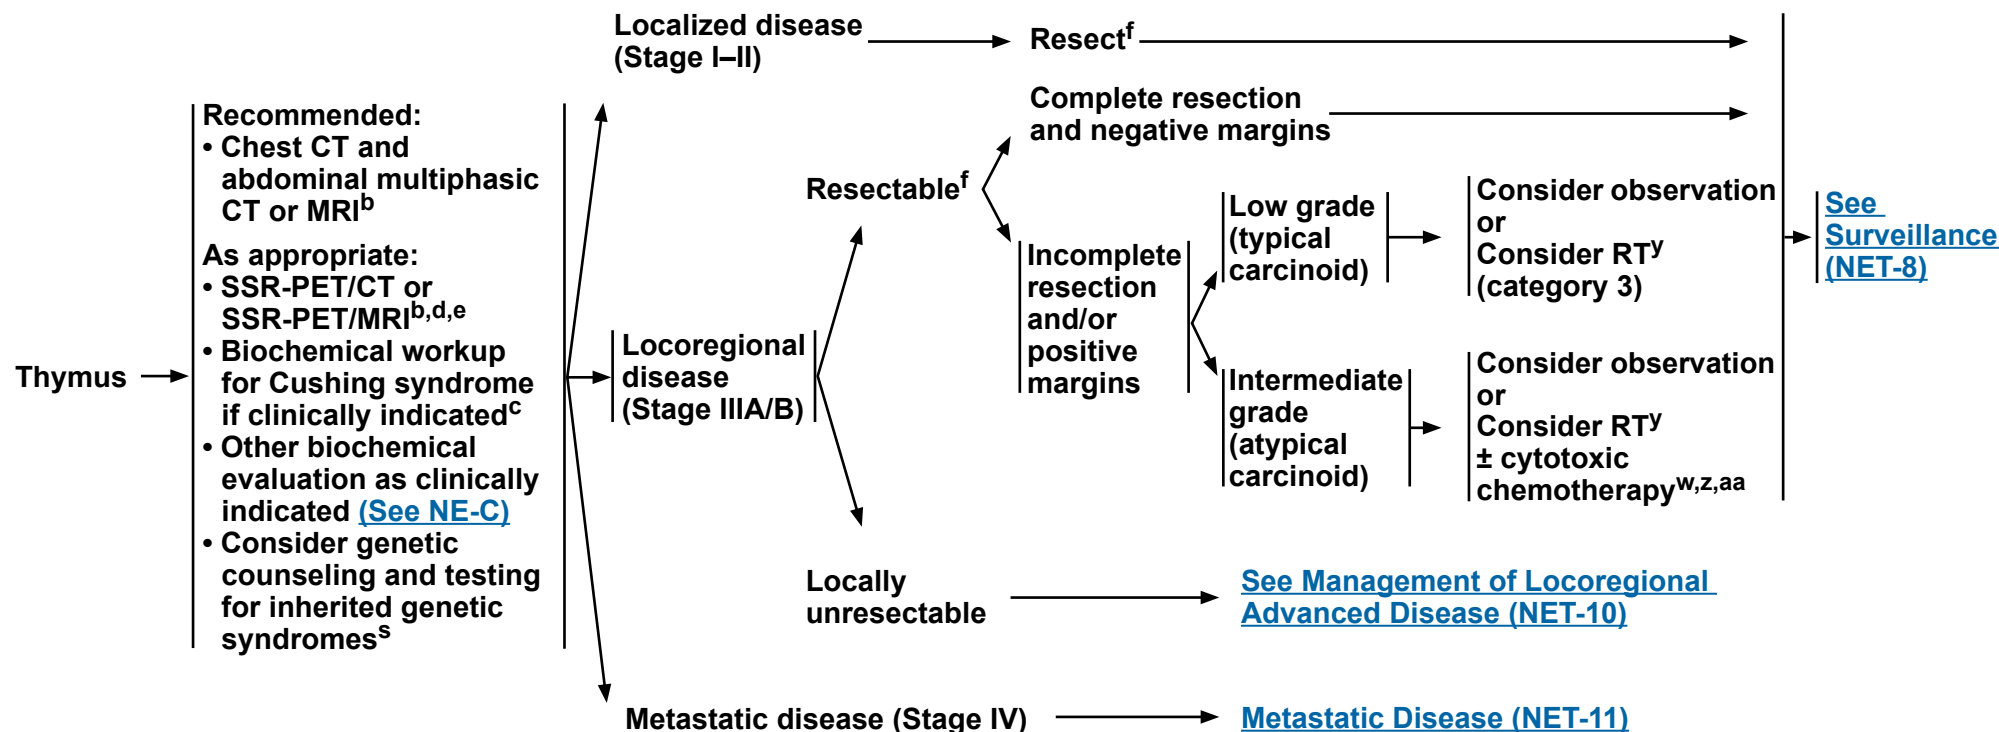 Thymus
Recommended:
• Chest CT and
abdominal multiphasic
CT or MRIb
As appropriate:
• SSR-PET/CT or
SSR-PET/MRIb,d,e
• Biochemical workup
for Cushing syndrome
if clinically indicatedc
• Other biochemical
evaluation as clinically
indicated (See NE-C)
• Consider genetic
counseling and testing
for inherited genetic
syndromess
Localized disease
(Stage I–II)
Resectf
Locoregional
disease
(Stage IIIA/B)
Resectablef
Complete resection
and negative margins
Incomplete
resection
and/or
positive
margins
Low grade
(typical
carcinoid)
Consider observation
or
Consider RTy
(category 3)
Intermediate
grade
(atypical
carcinoid)
Consider observation
or
Consider RTy
± cytotoxic
chemotherapyw,z,aa
See
Surveillance
(NET-8)
Locally
unresectable
See Management of Locoregional
Advanced Disease (NET-10)
Metastatic disease (Stage IV)
Metastatic Disease (NET-11)